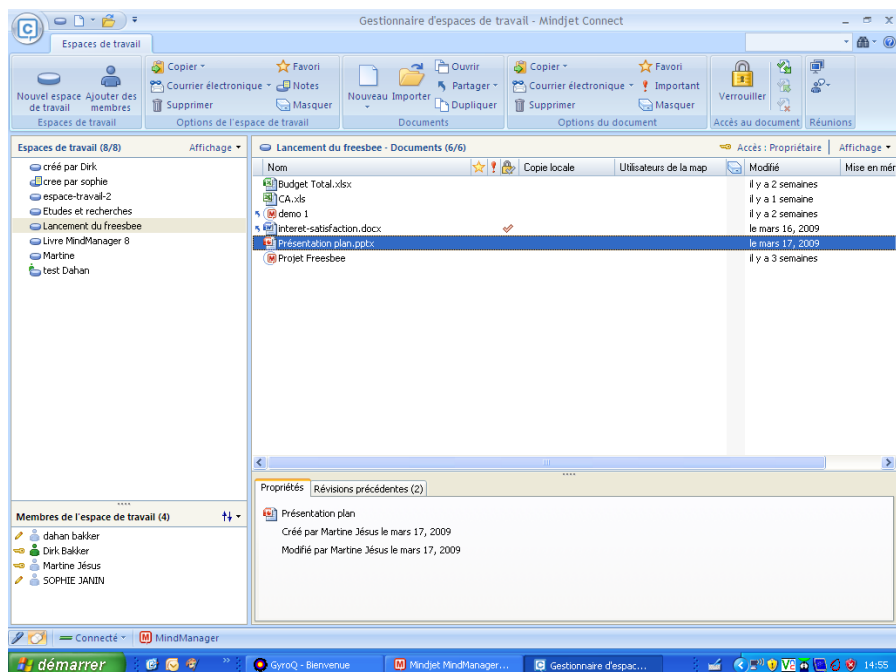 Gestionnaire d'espaces de travail - Mindjet Connect
Espaces de travail
Nouvel espace de travail
Ajouter des membres
Copier
Courrier électronique
Supprimer
Favori
Notes
Masquer
Nouveau
Importer
Ouvrir
Partager
Dupliquer
Copier
Courrier électronique
Supprimer
Favori
Important
Masquer
Verrouiller
Espaces de travail
Options de l'espace de travail
Documents
Options du document
Accès au document
Réunions
Espaces de travail (8/8)
Affichage
créé par Dirk
cree par sophie
espace-travail-2
Etudes et recherches
Lancement du freesbee
Livre MindManager 8
Martine
test Dahan
Lancement du freesbee - Documents (6/6)
Accès : Propriétaire
Affichage
Nom Copie locale Utilisateurs de la map Modifié Mise en mér
Budget Total.xlsx il y a 2 semaines
CA.xls il y a 1 semaine
demo 1 il y a 2 semaines
interet-satisfaction.docx le mars 16, 2009
Présentation plan.pptx le mars 17, 2009
Projet Freesbee il y a 3 semaines
Propriétés
Révisions précédentes (2)
Présentation plan
Créé par Martine Jésus le mars 17, 2009
Modifié par Martine Jésus le mars 17, 2009
Membres de l'espace de travail (4)
dahan bakker
Dirk Bakker
Martine Jésus
SOPHIE JANIN
Connecté
MindManager
démarrer
GyroQ - Bienvenue
Mindjet MindManager...
Gestionnaire d'espac...
14:55